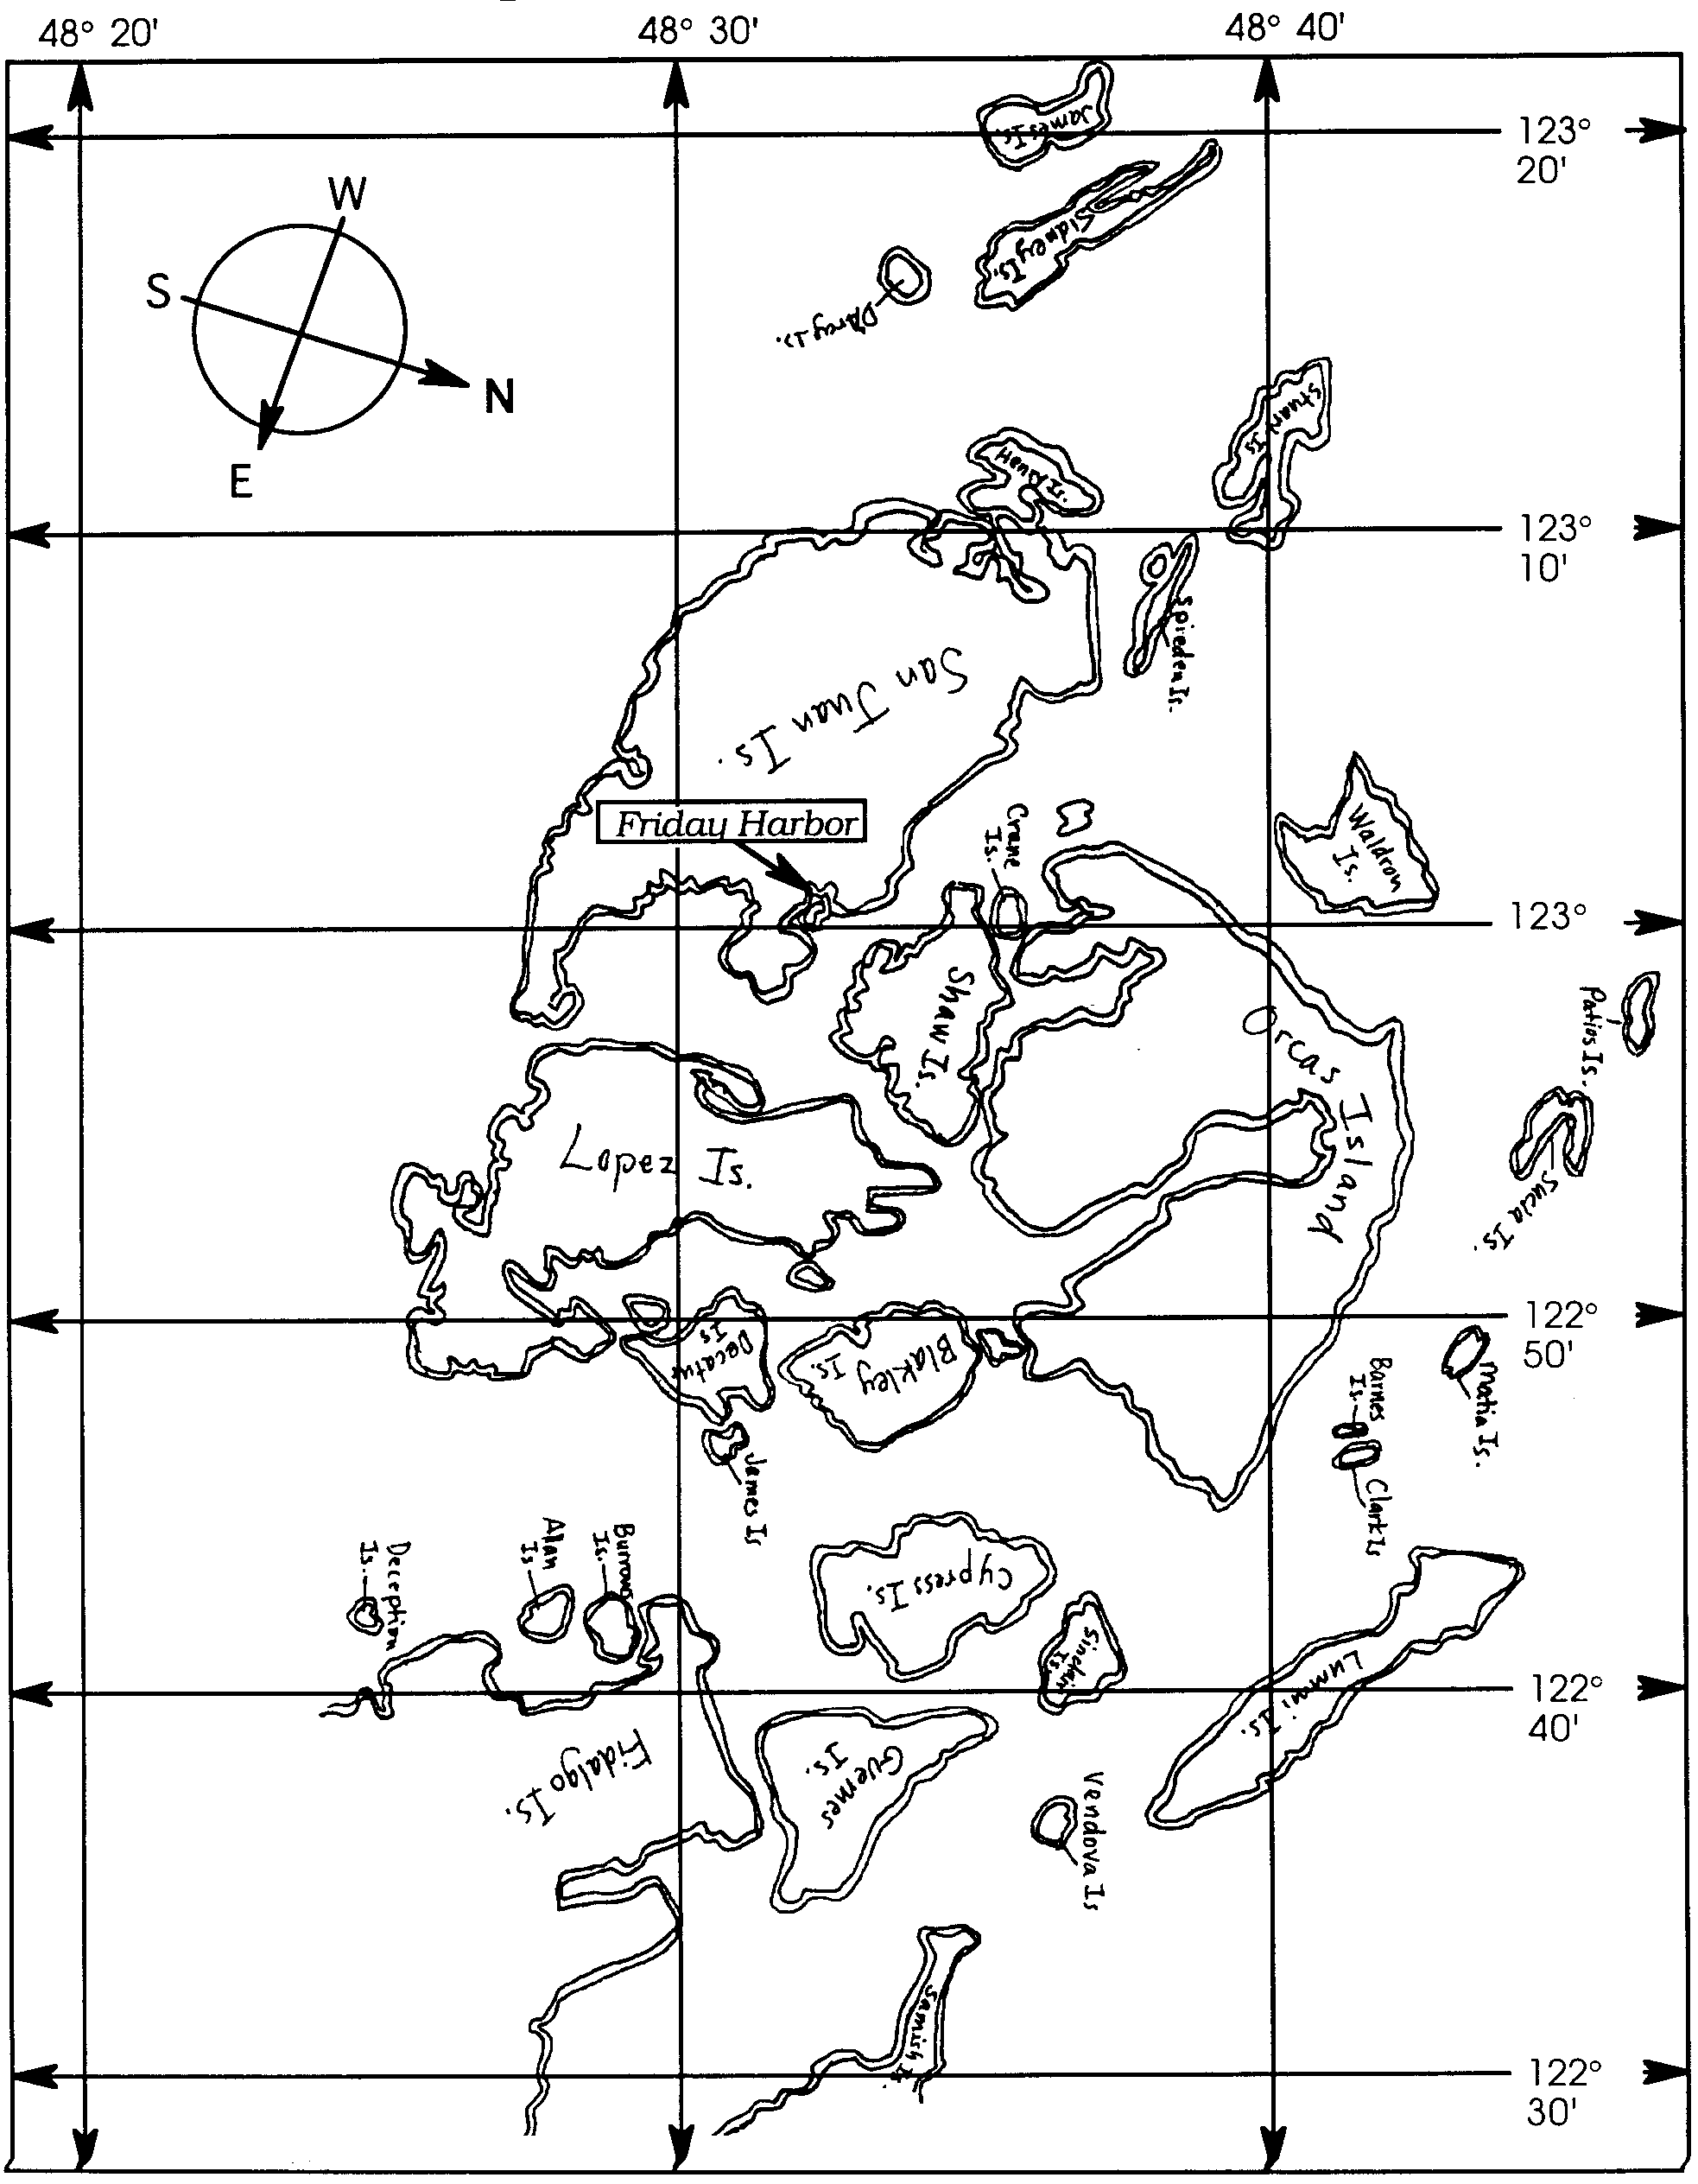 48° 20'
48° 30'
48° 40'
James Is.
123°
20'
W
S
N
E
Sidney Is.
D'Arcy Is.
Stuart Is
Henry Is.
123°
10'
Spieden Is.
San Juan Is.
Friday Harbor
Crane
Is.
Waldron
Is.
123°
Shaw Is.
Orcas Island
Patios Is.
Lopez Is.
Sucia Is.
122°
50'
Decatur
Is
Blakley
Is.
Barnes
Is.
Matia Is.
James Is
Clark Is
Deception
Is.
Alan
Is
Burrows
Is.
Cypress Is.
Sinclair
Is.
Lummi Is.
122°
40'
Fidalgo Is.
Guemes
Is.
Vendova Is
Samish Is.
122°
30'